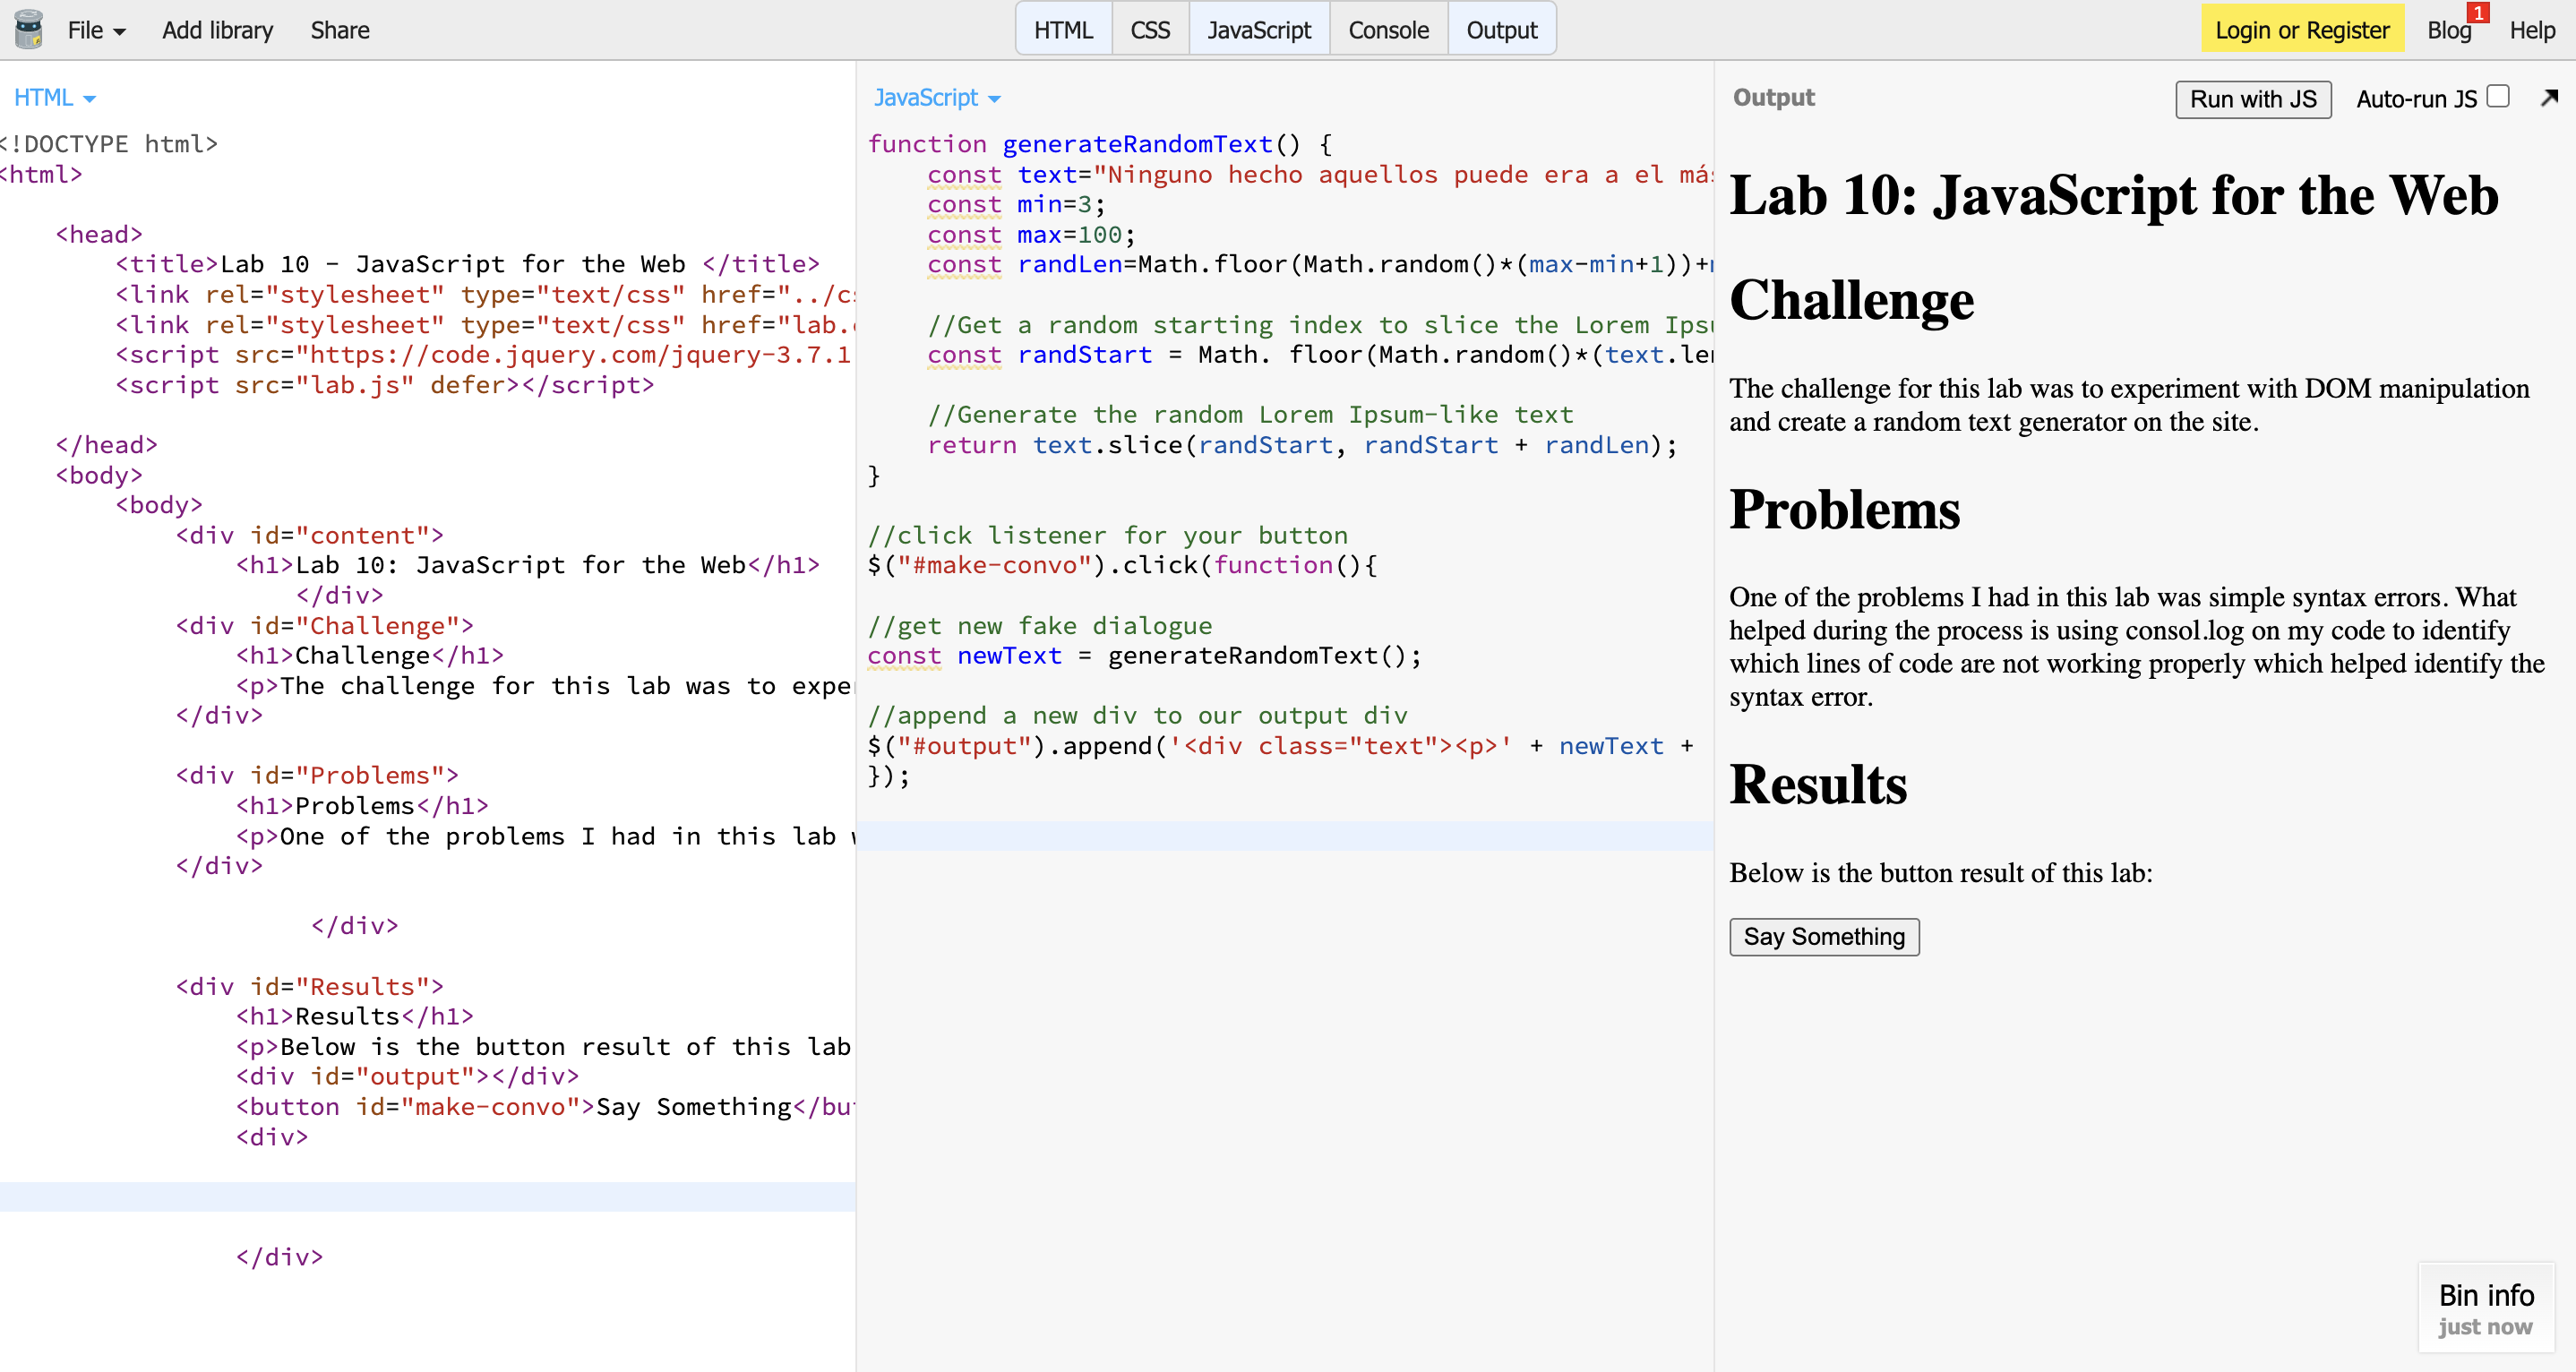 File Add library Share HTML CSS JavaScript Console Output Login or Register Blog 1 Help
HTML
<!DOCTYPE html>
<html>
<head>
<title>Lab 10 - JavaScript for the Web </title>
<link rel="stylesheet" type="text/css" href="../cs
<link rel="stylesheet" type="text/css" href="lab.
<script src="https://code.jquery.com/jquery-3.7.1
<script src="lab.js" defer></script>
</head>
<body>
<body>
<div id="content">
<h1>Lab 10: JavaScript for the Web</h1>
</div>
<div id="Challenge">
<h1>Challenge</h1>
<p>The challenge for this lab was to expe
</div>
<div id="Problems">
<h1>Problems</h1>
<p>One of the problems I had in this lab
</div>
</div>
<div id="Results">
<h1>Results</h1>
<p>Below is the button result of this lab
<div id="output"></div>
<button id="make-convo">Say Something</bu
<div>
</div>
JavaScript
function generateRandomText() {
const text="Ninguno hecho aquellos puede era a el más
const min=3;
const max=100;
const randLen=Math.floor(Math.random()*(max-min+1))+
//Get a random starting index to slice the Lorem Ipsu
const randStart = Math. floor(Math.random()*(text.len
//Generate the random Lorem Ipsum-like text
return text.slice(randStart, randStart + randLen);
}
//click listener for your button
$("#make-convo").click(function(){
//get new fake dialogue
const newText = generateRandomText();
//append a new div to our output div
$("#output").append('<div class="text"><p>' + newText +
});
Output Run with JS Auto-run JS
Lab 10: JavaScript for the Web
Challenge
The challenge for this lab was to experiment with DOM manipulation
and create a random text generator on the site.
Problems
One of the problems I had in this lab was simple syntax errors. What
helped during the process is using consol.log on my code to identify
which lines of code are not working properly which helped identify the
syntax error.
Results
Below is the button result of this lab:
Say Something
Bin info
just now